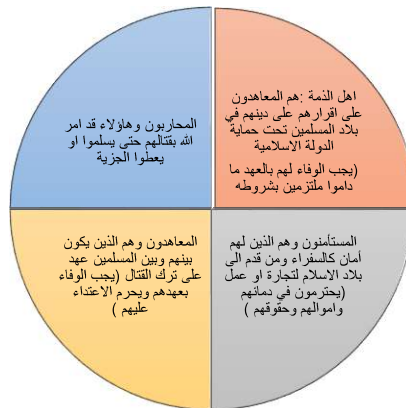 اهل الذمة :هم المعاهدون
على اقرارهم على دينهم في
بلاد المسلمين تحت حماية
الدولة الاسلامية
(يجب الوفاء لهم بالعهد ما
داموا ملتزمين بشروطه
المحاربون وهاؤلاء قد امر
الله بقتالهم حتى يسلموا او
يعطوا الجزية
المستأمنون وهم الذين لهم
أمان كالسفراء ومن قدم الى
بلاد الاسلام لتجارة او عمل
(يحترمون في دمائهم
واموالهم وحقوقهم )
المعاهدون وهم الذين يكون
بينهم وبين المسلمين عهد
على ترك القتال (يجب الوفاء
بعهدهم ويحرم الاعتداء
عليهم )